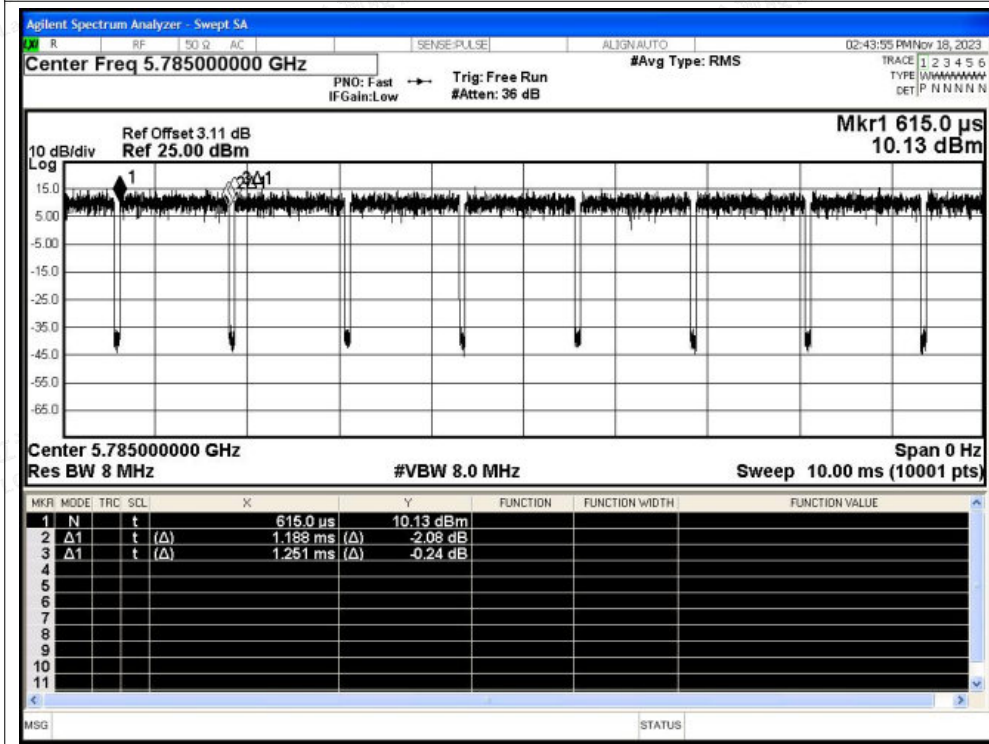 Agilent Spectrum Analyzer - Swept SA
LXI R RF 50 Ω AC SENSE:PULSE ALIGNAUTO 02:43:55 PMNov 18, 2023
Center Freq 5.785000000 GHz #Avg Type: RMS TRACE 1 2 3 4 5 6
PNO: Fast Trig: Free Run TYPE WWWWWW
IFGain:Low #Atten: 36 dB DET P N N N N N
Mkr1 615.0 µs
Ref Offset 3.11 dB
10 dB/div Ref 25.00 dBm 10.13 dBm
Log
1 3Δ1
15.0
5.00
-5.00
-15.0
-25.0
-35.0
-45.0
-55.0
-65.0
Center 5.785000000 GHz Span 0 Hz
Res BW 8 MHz #VBW 8.0 MHz Sweep 10.00 ms (10001 pts)
MKR MODE TRC SCL X Y FUNCTION FUNCTION WIDTH FUNCTION VALUE
1 N t 615.0 µs 10.13 dBm
2 Δ1 t (Δ) 1.188 ms (Δ) -2.08 dB
3 Δ1 t (Δ) 1.251 ms (Δ) -0.24 dB
4
5
6
7
8
9
10
11
MSG STATUS